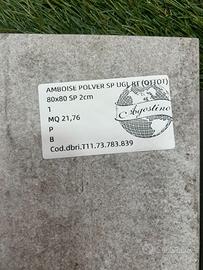 AMBOISE POLVER SP UGL RT (O1TO1)
80x80 SP 2cm
1
MQ 21,76
P
B
Cod.dbri.T11.73.783.839
Agostino